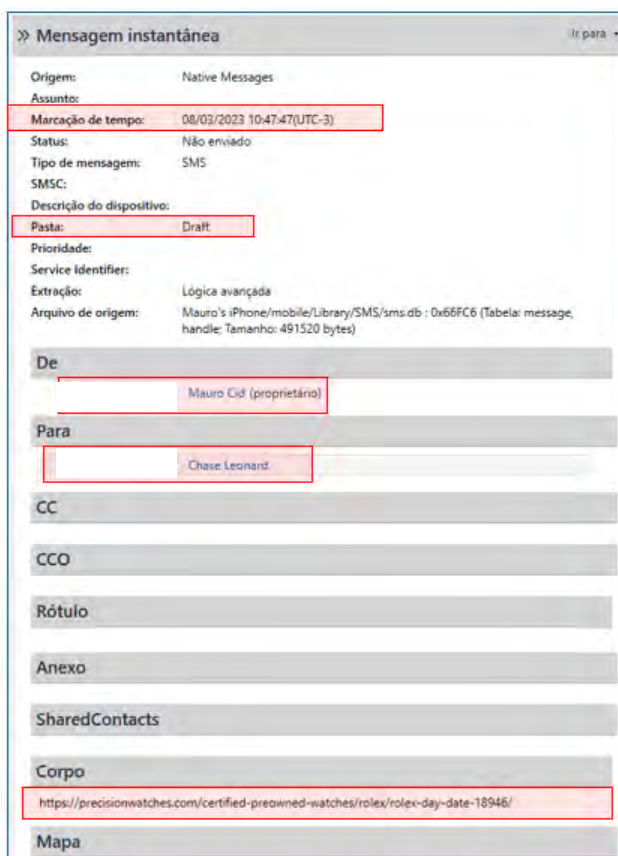 » Mensagem instantânea Ir para
Origem: Native Messages
Assunto:
Marcação de tempo: 08/03/2023 10:47:47(UTC-3)
Status: Não enviado
Tipo de mensagem: SMS
SMSC:
Descrição do dispositivo:
Pasta: Draft
Prioridade:
Service Identifier:
Extração: Lógica avançada
Arquivo de origem: Mauro's iPhone/mobile/Library/SMS/sms.db : 0x66FC6 (Tabela: message,
handle; Tamanho: 491520 bytes)
De
Mauro Cid (proprietário)
Para
Chase Leonard
CC
CCO
Rótulo
Anexo
SharedContacts
Corpo
https://precisionwatches.com/certified-preowned-watches/rolex/rolex-day-date-18946/
Mapa